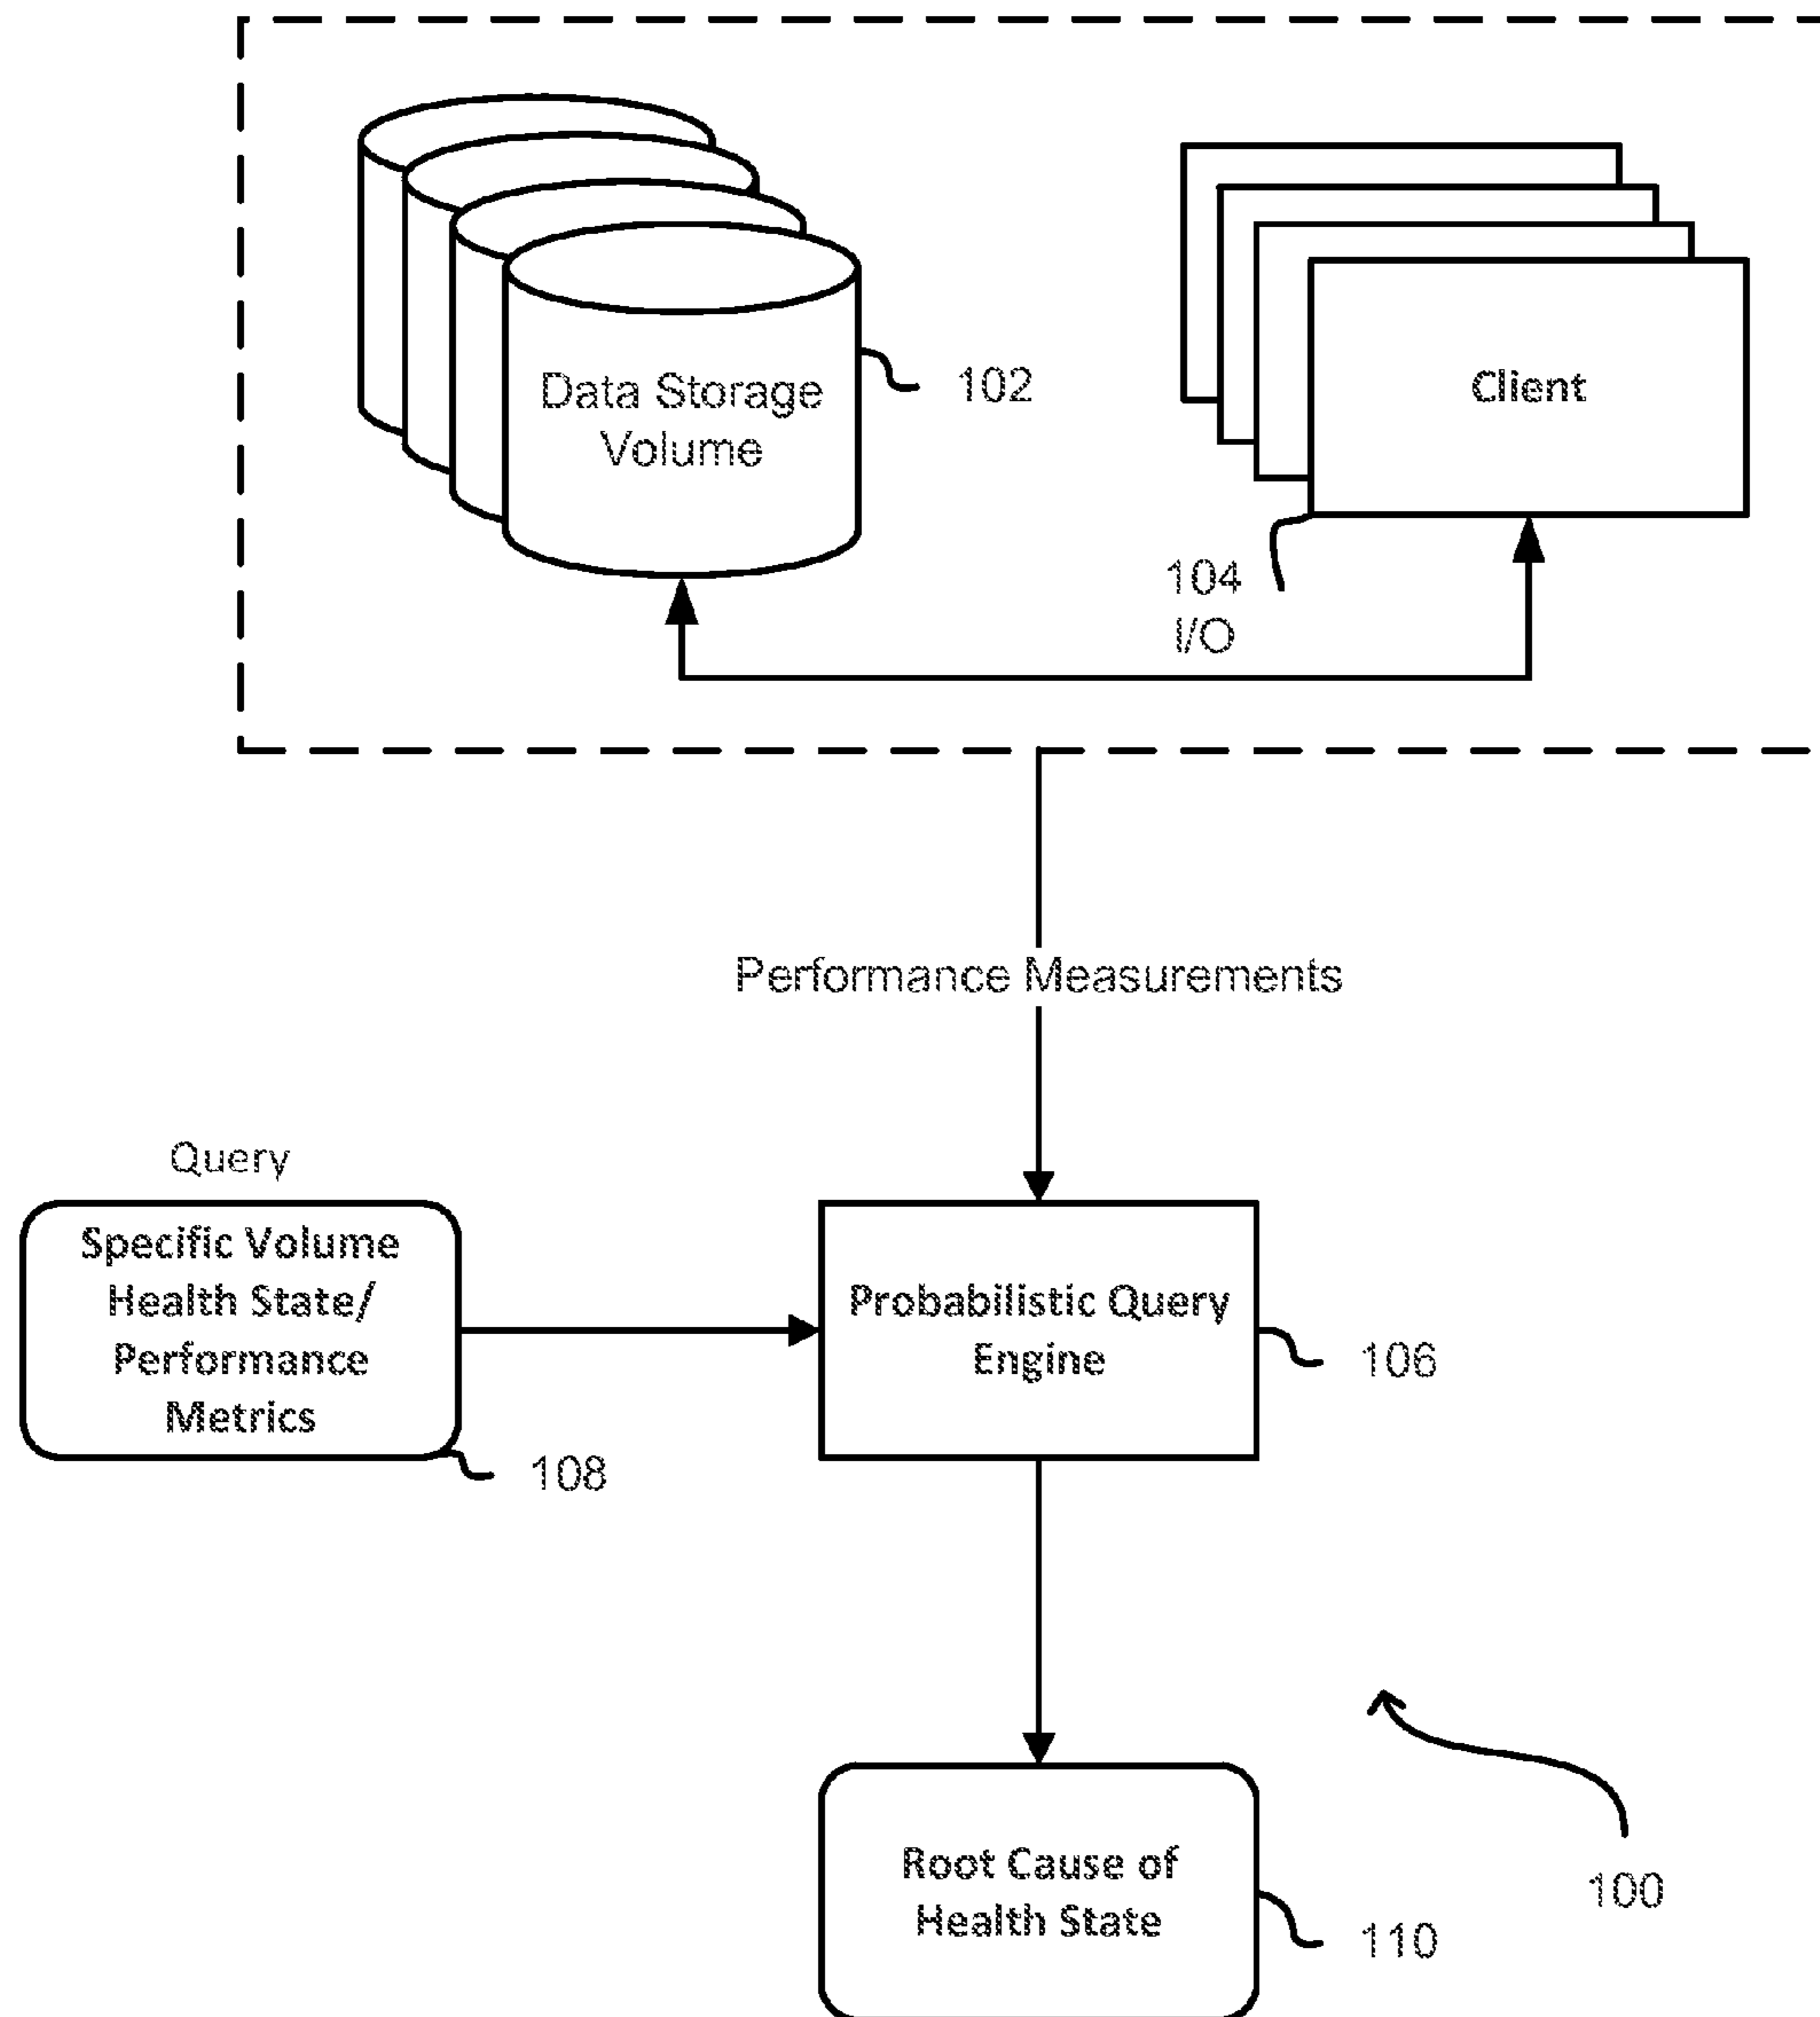 Data Storage
Volume
102
Client
104
I/O
Performance Measurements
Query
Specific Volume
Health State/
Performance
Metrics
108
Probabilistic Query
Engine
106
Root Cause of
Health State
110
100